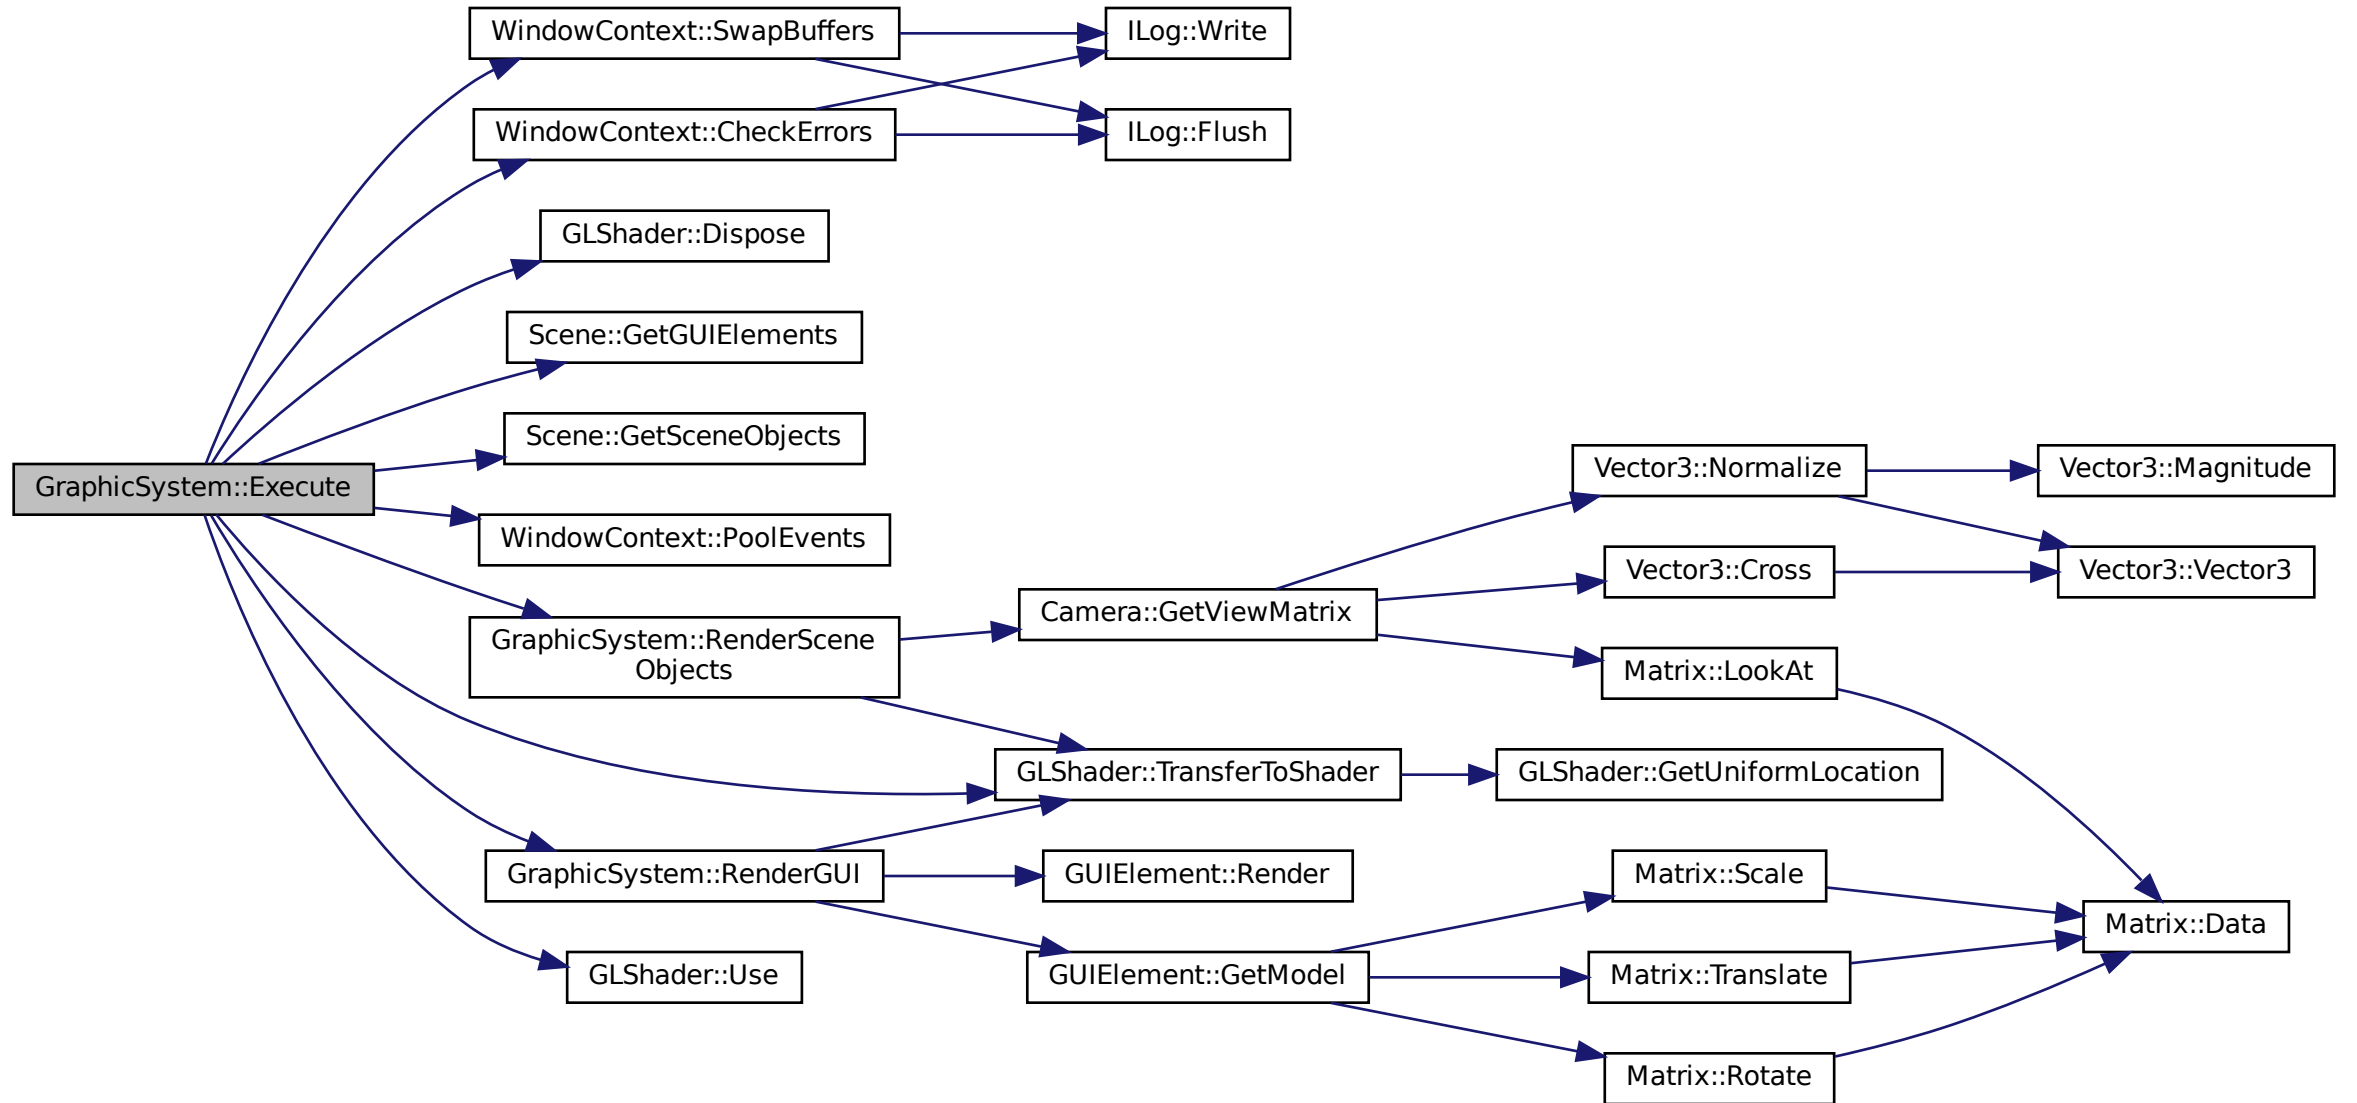 WindowContext::SwapBuffers
ILog::Write
WindowContext::CheckErrors
ILog::Flush
GLShader::Dispose
Scene::GetGUIElements
Scene::GetSceneObjects
GraphicSystem::Execute
WindowContext::PoolEvents
Vector3::Normalize
Vector3::Magnitude
Vector3::Cross
Vector3::Vector3
Camera::GetViewMatrix
GraphicSystem::RenderScene
Objects
Matrix::LookAt
GLShader::TransferToShader
GLShader::GetUniformLocation
GraphicSystem::RenderGUI
GUIElement::Render
Matrix::Scale
Matrix::Data
GLShader::Use
GUIElement::GetModel
Matrix::Translate
Matrix::Rotate